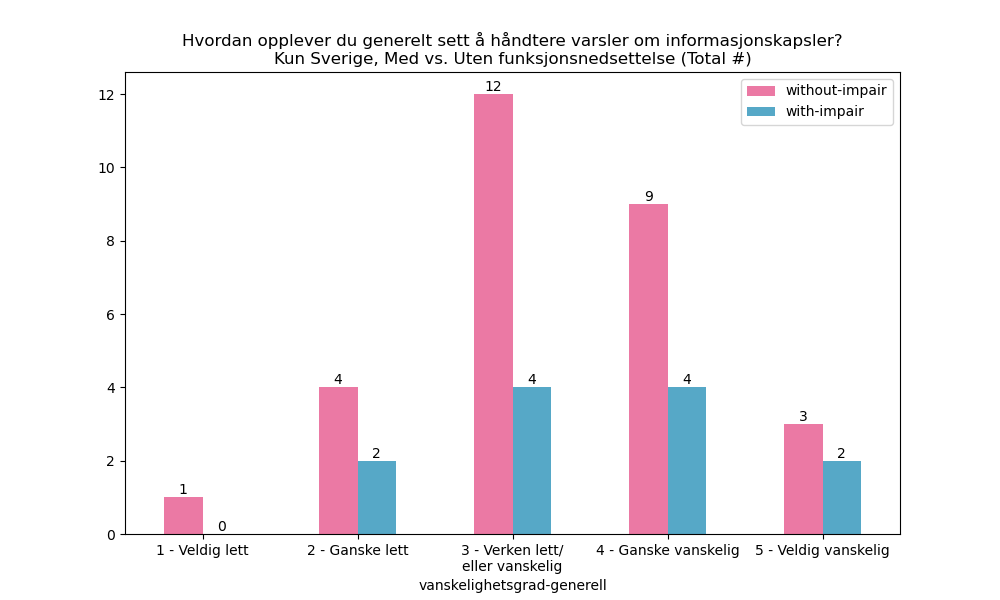 Hvordan opplever du generelt sett å håndtere varsler om informasjonskapsler?
Kun Sverige, Med vs. Uten funksjonsnedsettelse (Total #)
without-impair
with-impair
12
10
8
6
4
2
0
1
0
4
2
12
4
9
4
3
2
1 - Veldig lett
2 - Ganske lett
3 - Verken lett/
eller vanskelig
4 - Ganske vanskelig
5 - Veldig vanskelig
vanskelighetsgrad-generell